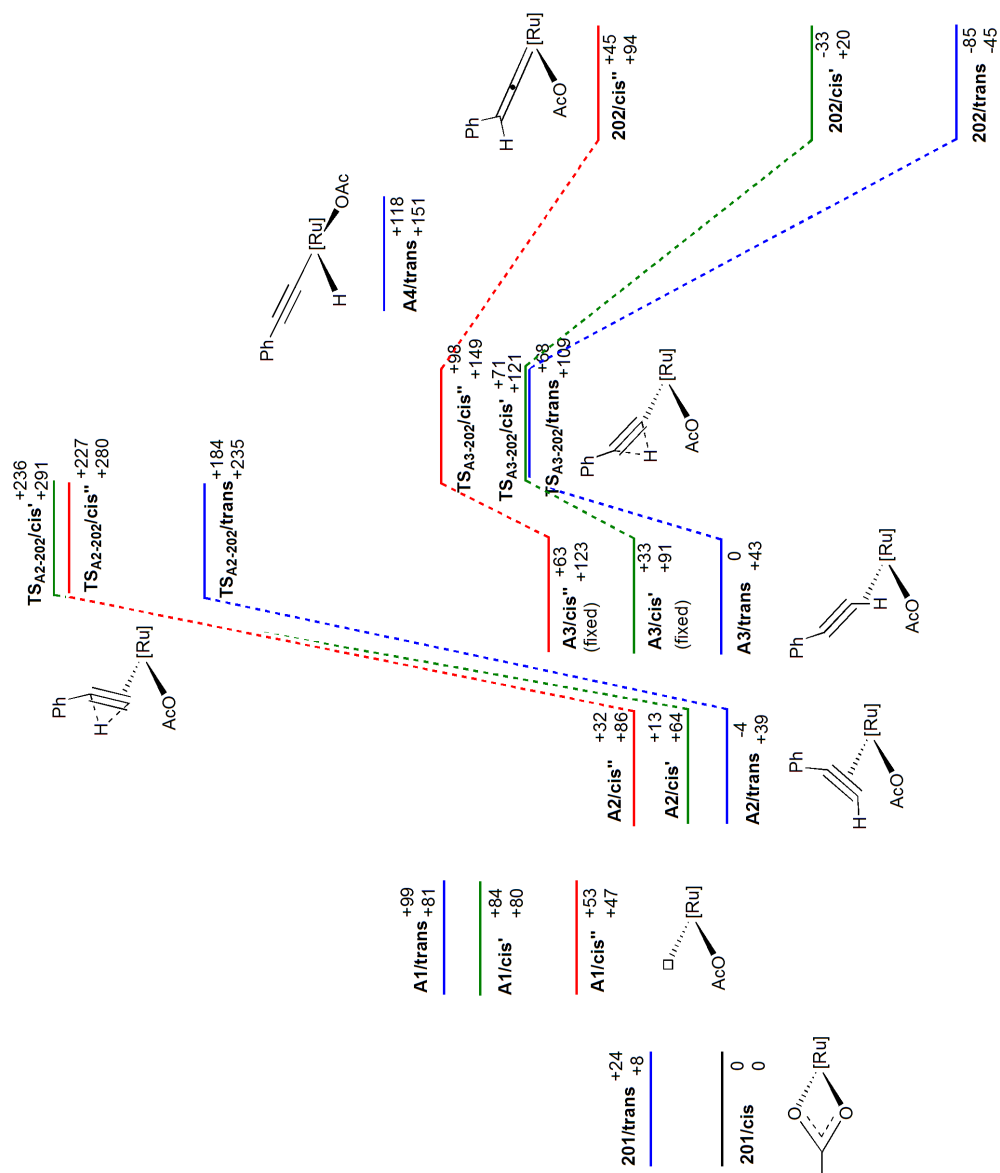 201/trans +24
+8
201/cis 0
0
O
O
[Ru]
A1/trans +99
+81
A1/cis' +84
+80
A1/cis" +53
+47
AcO
[Ru]
A2/cis" +32
+86
A2/cis' +13
+64
A2/trans -4
+39
Ph
H
AcO
[Ru]
TSA2-202/cis' +236
+291
TSA2-202/cis" +227
+280
TSA2-202/trans +184
+235
Ph
H
AcO
[Ru]
A3/cis" +63
(fixed) +123
A3/cis' +33
(fixed) +91
A3/trans 0
+43
Ph
H
AcO
[Ru]
TSA3-202/cis" +98
+149
TSA3-202/cis' +71
+121
TSA3-202/trans +68
+109
Ph
H
AcO
[Ru]
Ph
[Ru]
H
OAc
A4/trans +118
+151
Ph
H
[Ru]
AcO
202/cis" +45
+94
202/cis' -33
+20
202/trans -85
-45